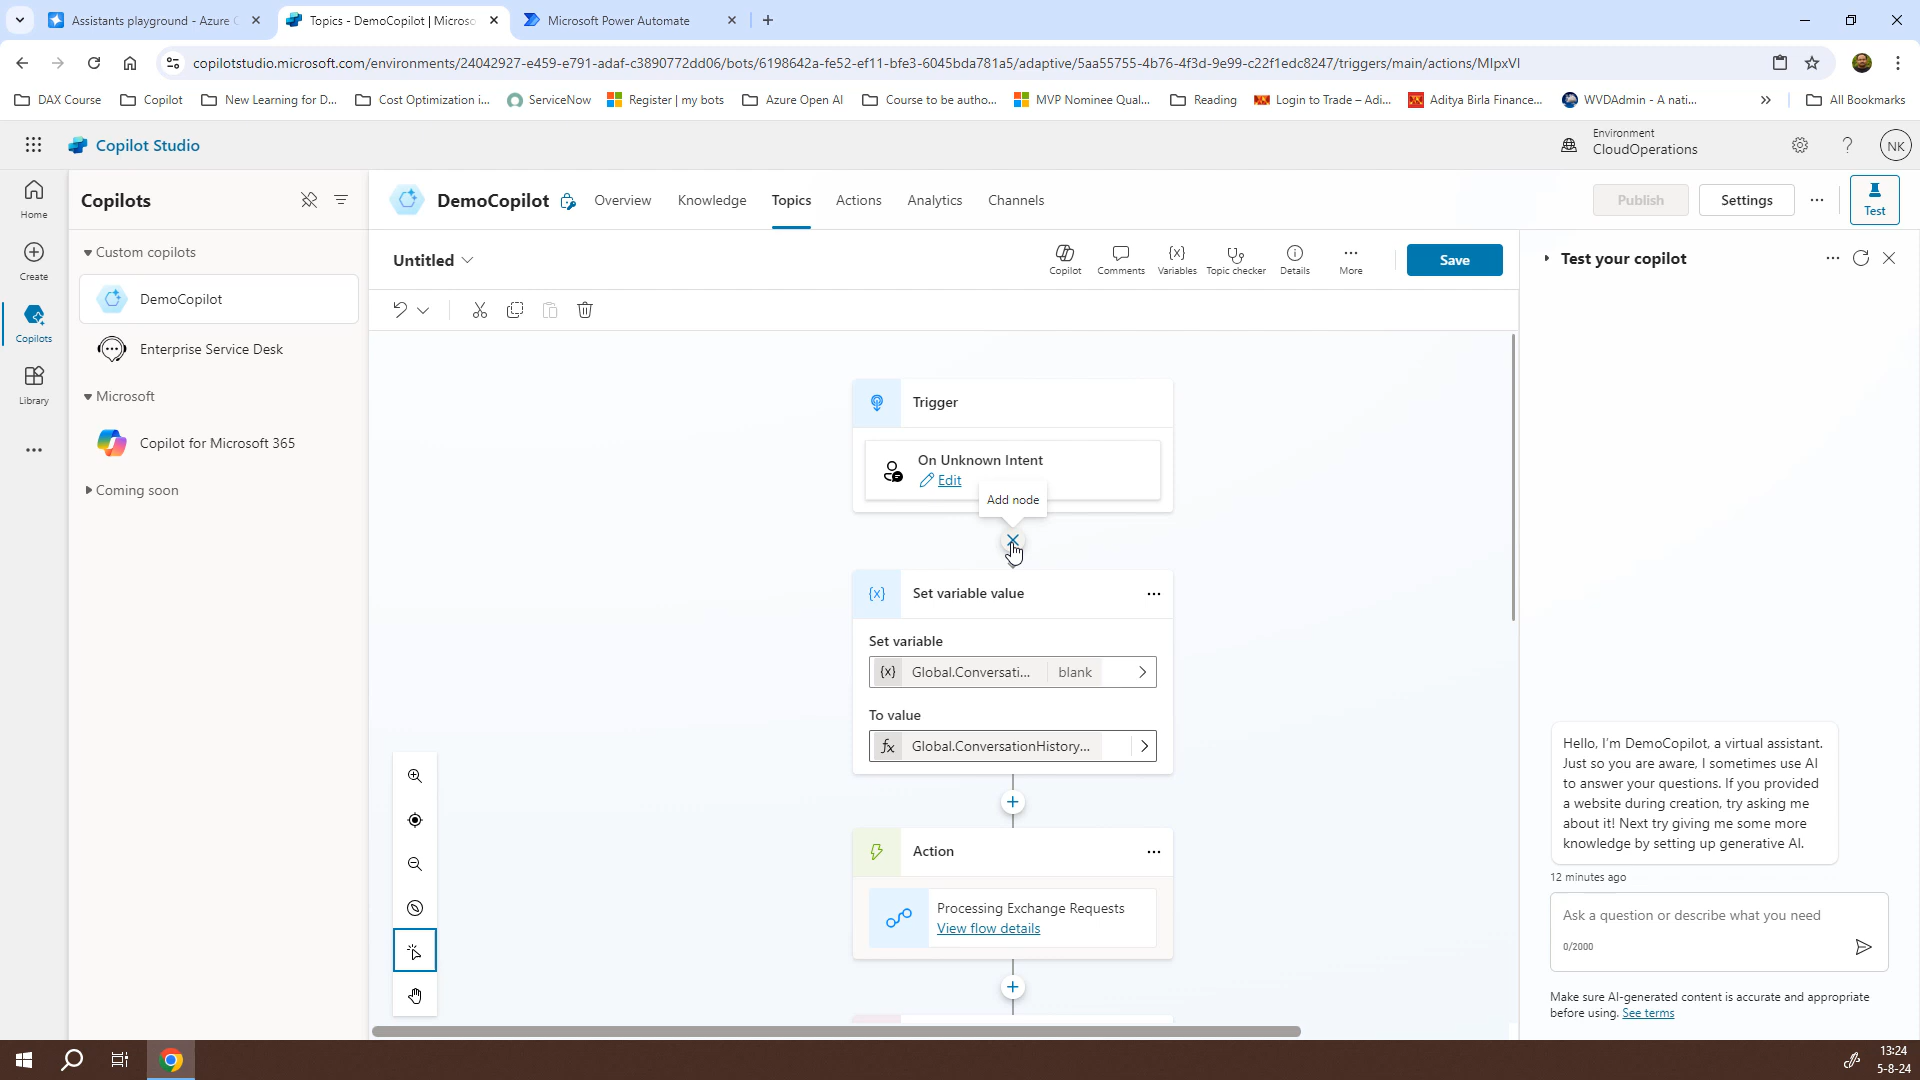 Assistants playground - Azure
Topics - DemoCopilot | Microso
Microsoft Power Automate
copilotstudio.microsoft.com/environments/24042927-e459-e791-adaf-c3890772dd06/bots/6198642a-fe52-ef11-bfe3-6045bda781a5/adaptive/5aa55755-4b76-4f3d-9e99-c22f1edc8247/triggers/main/actions/MlpxVl
DAX Course
Copilot
New Learning for D...
Cost Optimization i...
ServiceNow
Register | my bots
Azure Open AI
Course to be autho...
MVP Nominee Qual...
Reading
Login to Trade – Adi...
Aditya Birla Finance...
WVDAdmin - A nati...
All Bookmarks
Copilot Studio
Environment
CloudOperations
NK
Home
Create
Copilots
Library
Copilots
Custom copilots
DemoCopilot
Enterprise Service Desk
Microsoft
Copilot for Microsoft 365
Coming soon
DemoCopilot
Overview
Knowledge
Topics
Actions
Analytics
Channels
Publish
Settings
Test
Untitled
Copilot
Comments
Variables
Topic checker
Details
More
Save
Trigger
On Unknown Intent
Edit
Add node
Set variable value
Set variable
{x} Global.Conversati... blank
To value
fx Global.ConversationHistory...
Action
Processing Exchange Requests
View flow details
Test your copilot
Hello, I'm DemoCopilot, a virtual assistant.
Just so you are aware, I sometimes use AI
to answer your questions. If you provided
a website during creation, try asking me
about it! Next try giving me some more
knowledge by setting up generative AI.
12 minutes ago
Ask a question or describe what you need
0/2000
Make sure AI-generated content is accurate and appropriate
before using. See terms
13:24
5-8-24